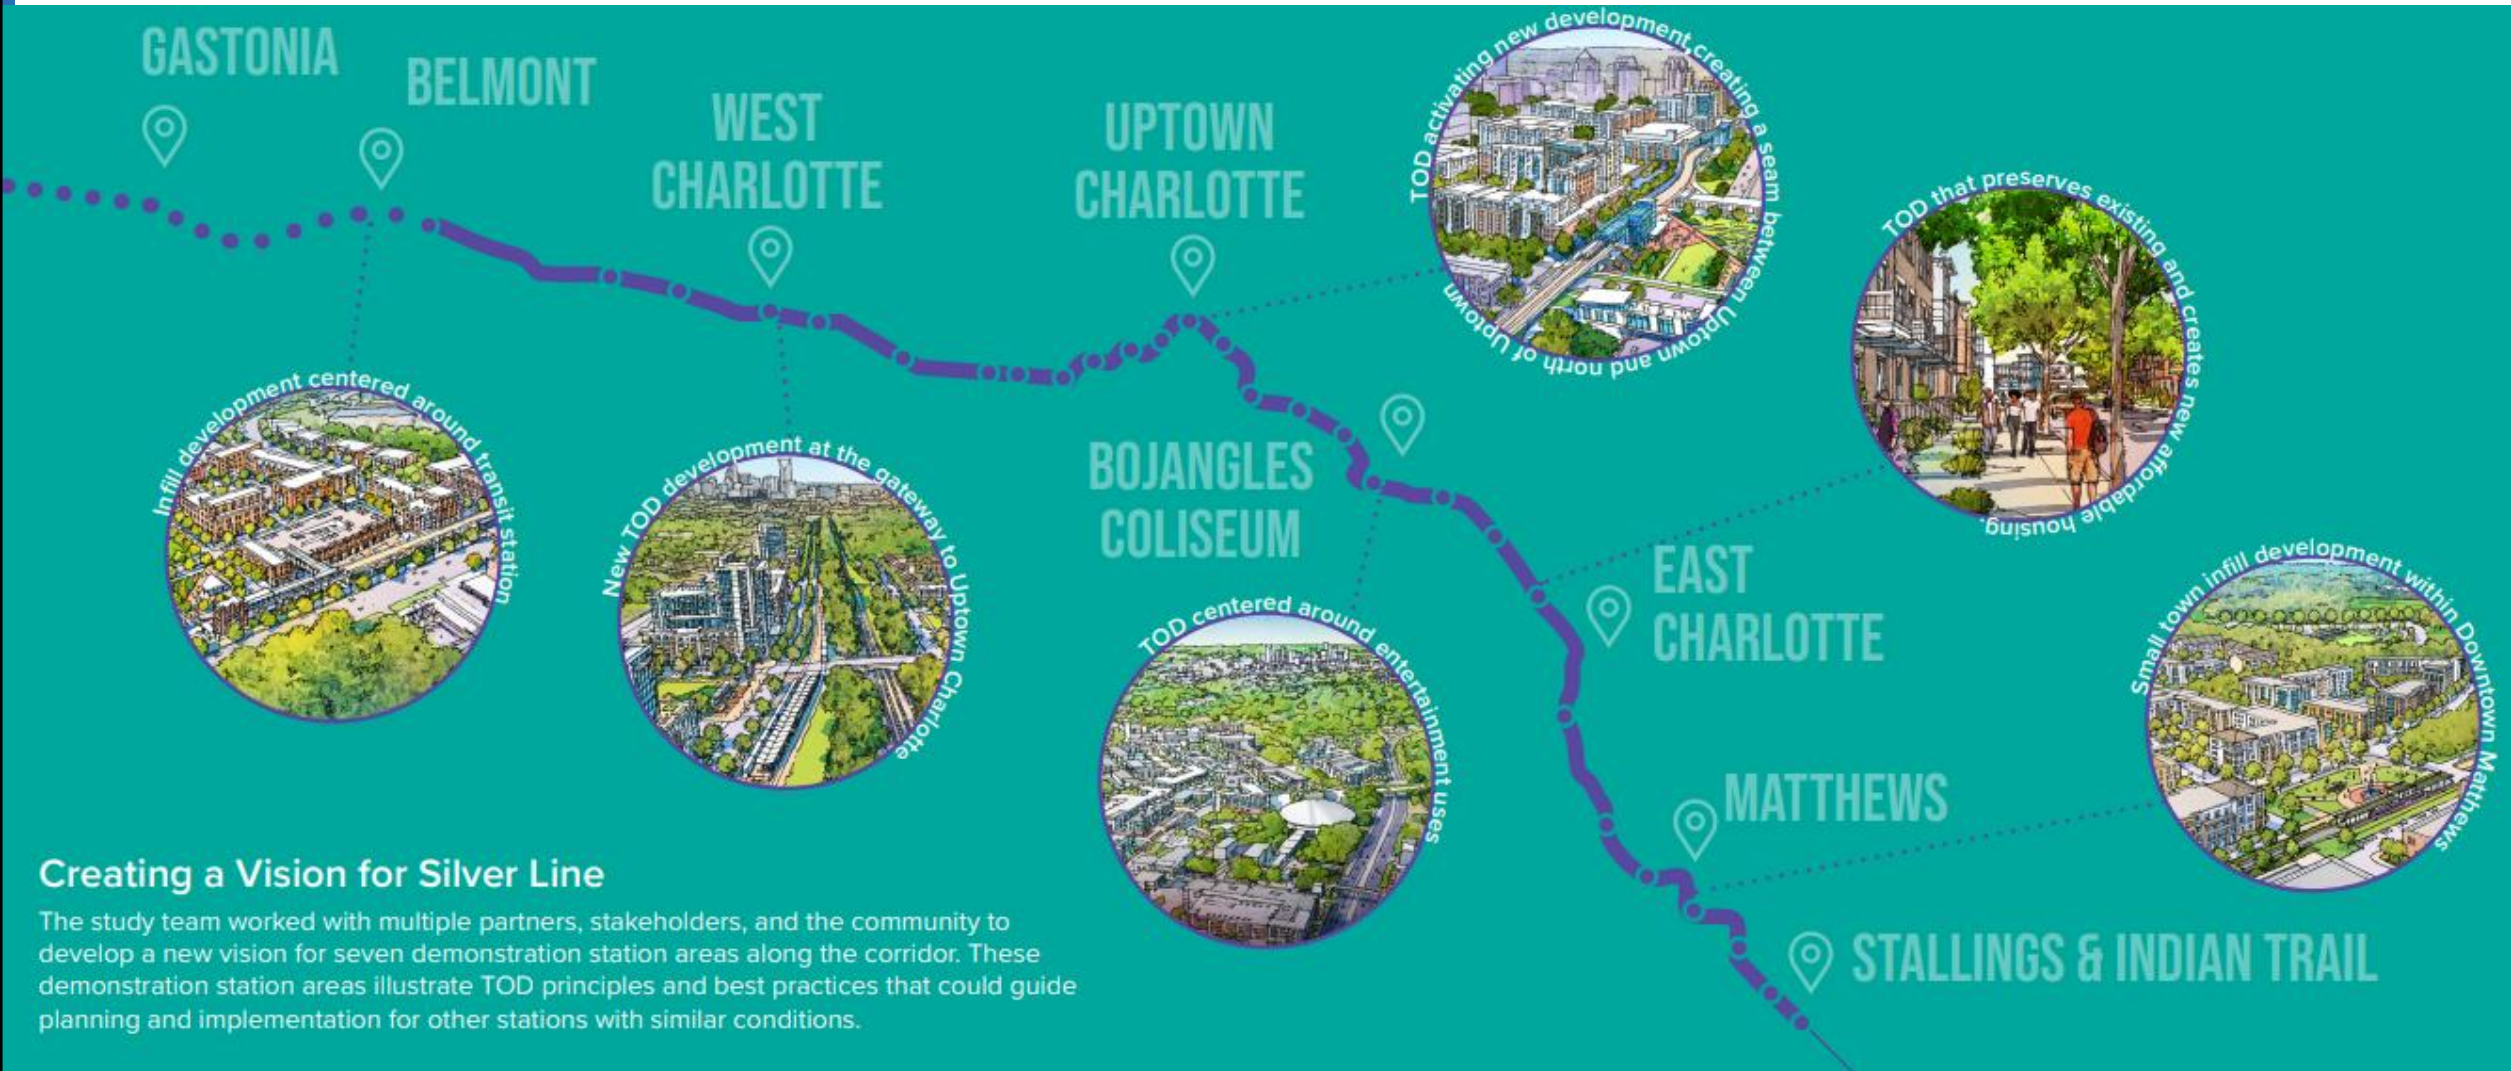 GASTONIA
BELMONT
WEST
CHARLOTTE
UPTOWN
CHARLOTTE
TOD activating new development,creating a seam between Uptown and north of Uptown
TOD that preserves existing and creates new affordable housing.
Infill development centered around transit station
New TOD development at the gateway to Uptown Charlotte
BOJANGLES
COLISEUM
TOD centered around entertainment uses
EAST
CHARLOTTE
Small town infill development within Downtown Matthews
MATTHEWS
STALLINGS & INDIAN TRAIL
Creating a Vision for Silver Line
The study team worked with multiple partners, stakeholders, and the community to
develop a new vision for seven demonstration station areas along the corridor. These
demonstration station areas illustrate TOD principles and best practices that could guide
planning and implementation for other stations with similar conditions.